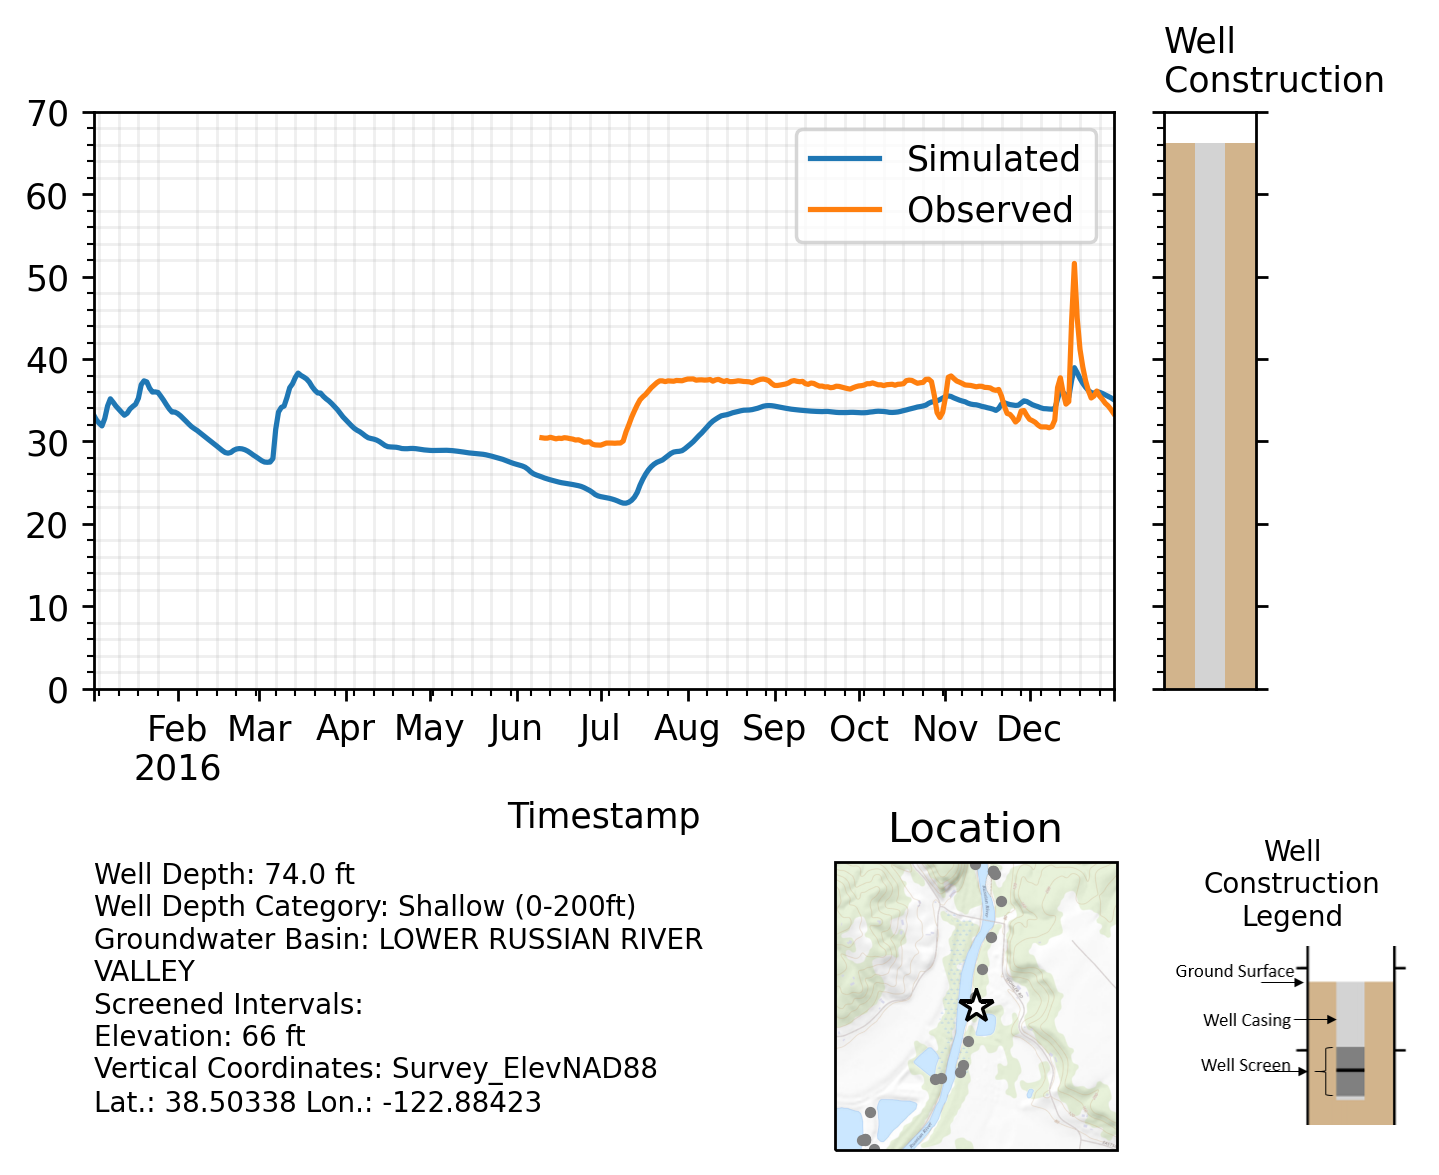 Well
Construction
70
60
50
40
30
20
10
0
Simulated
Observed
Feb Mar Apr May Jun Jul Aug Sep Oct Nov Dec
2016
Timestamp
Well Depth: 74.0 ft
Well Depth Category: Shallow (0-200ft)
Groundwater Basin: LOWER RUSSIAN RIVER
VALLEY
Screened Intervals:
Elevation: 66 ft
Vertical Coordinates: Survey_ElevNAD88
Lat.: 38.50338 Lon.: -122.88423
Location
Well
Construction
Legend
Ground Surface
Well Casing
Well Screen